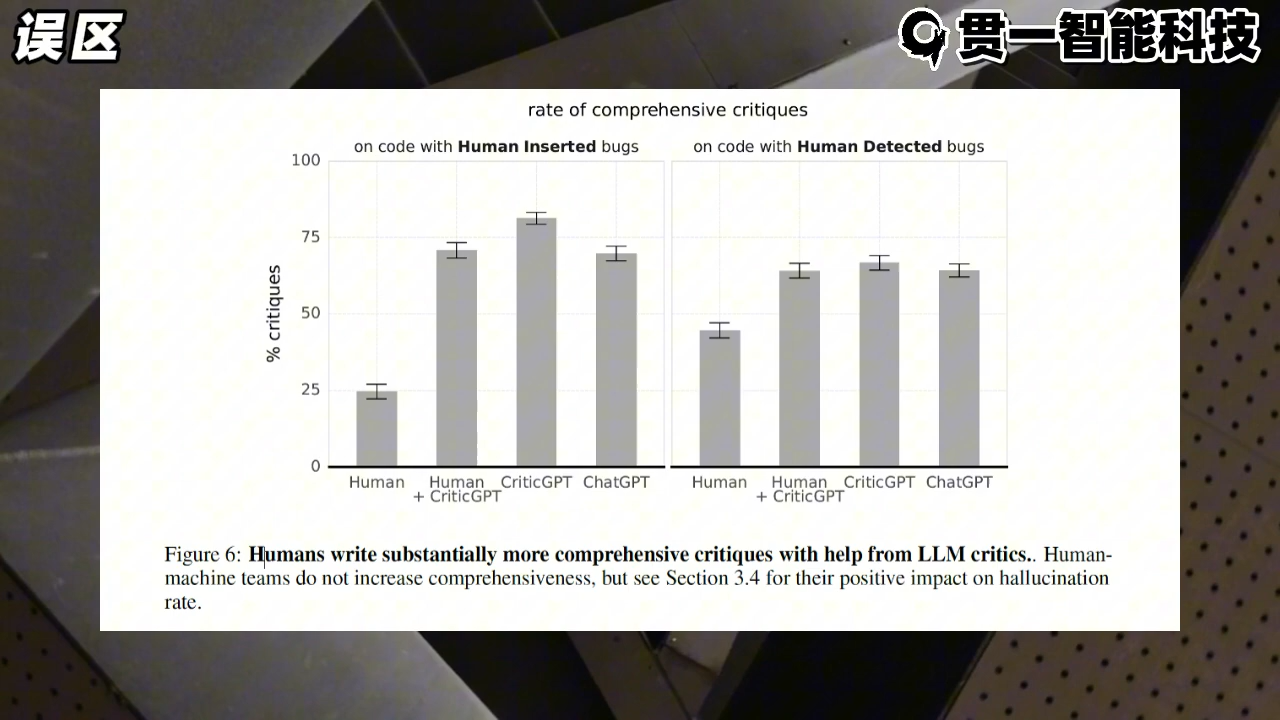 误区
贯一智能科技
rate of comprehensive critiques
on code with Human Inserted bugs
on code with Human Detected bugs
100
75
50
25
0
% critiques
Human
Human
+ CriticGPT
CriticGPT
ChatGPT
Human
Human
+ CriticGPT
CriticGPT
ChatGPT
Figure 6: Humans write substantially more comprehensive critiques with help from LLM critics.. Human-
machine teams do not increase comprehensiveness, but see Section 3.4 for their positive impact on hallucination
rate.